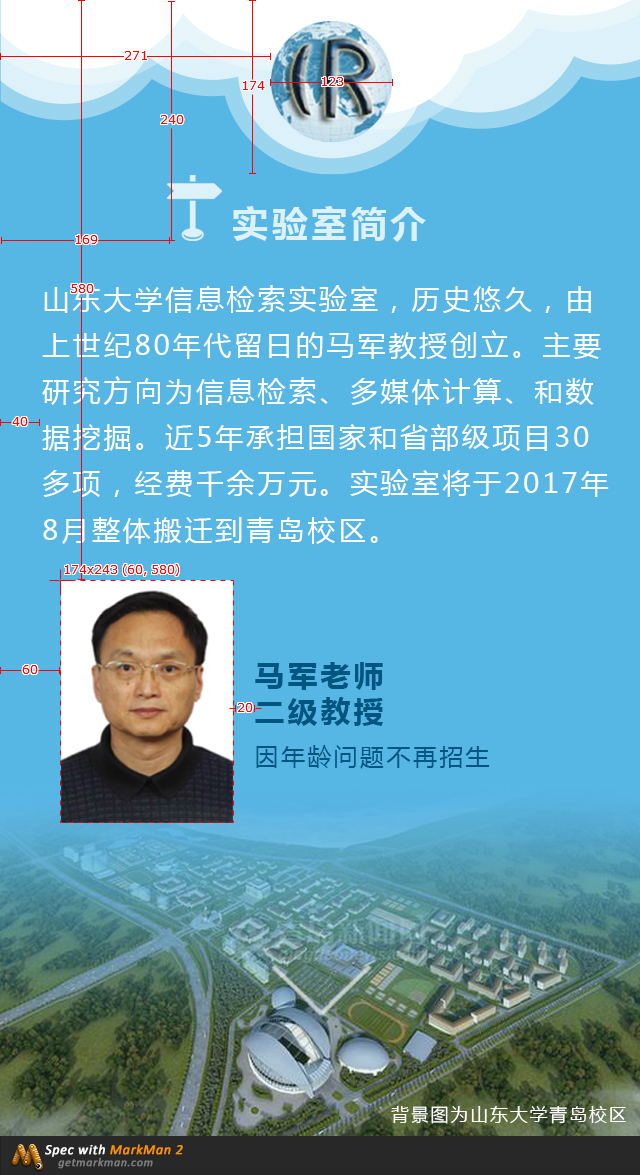 271
IR
123
174
240
169
实验室简介
580
山东大学信息检索实验室，历史悠久，由
上世纪80年代留日的马军教授创立。主要
研究方向为信息检索、多媒体计算、和数
40
据挖掘。近5年承担国家和省部级项目30
多项，经费千余万元。实验室将于2017年
8月整体搬迁到青岛校区。
174x243 (60, 580)
60
马军老师
20
二级教授
因年龄问题不再招生
背景图为山东大学青岛校区
Spec with MarkMan 2
getmarkman.com